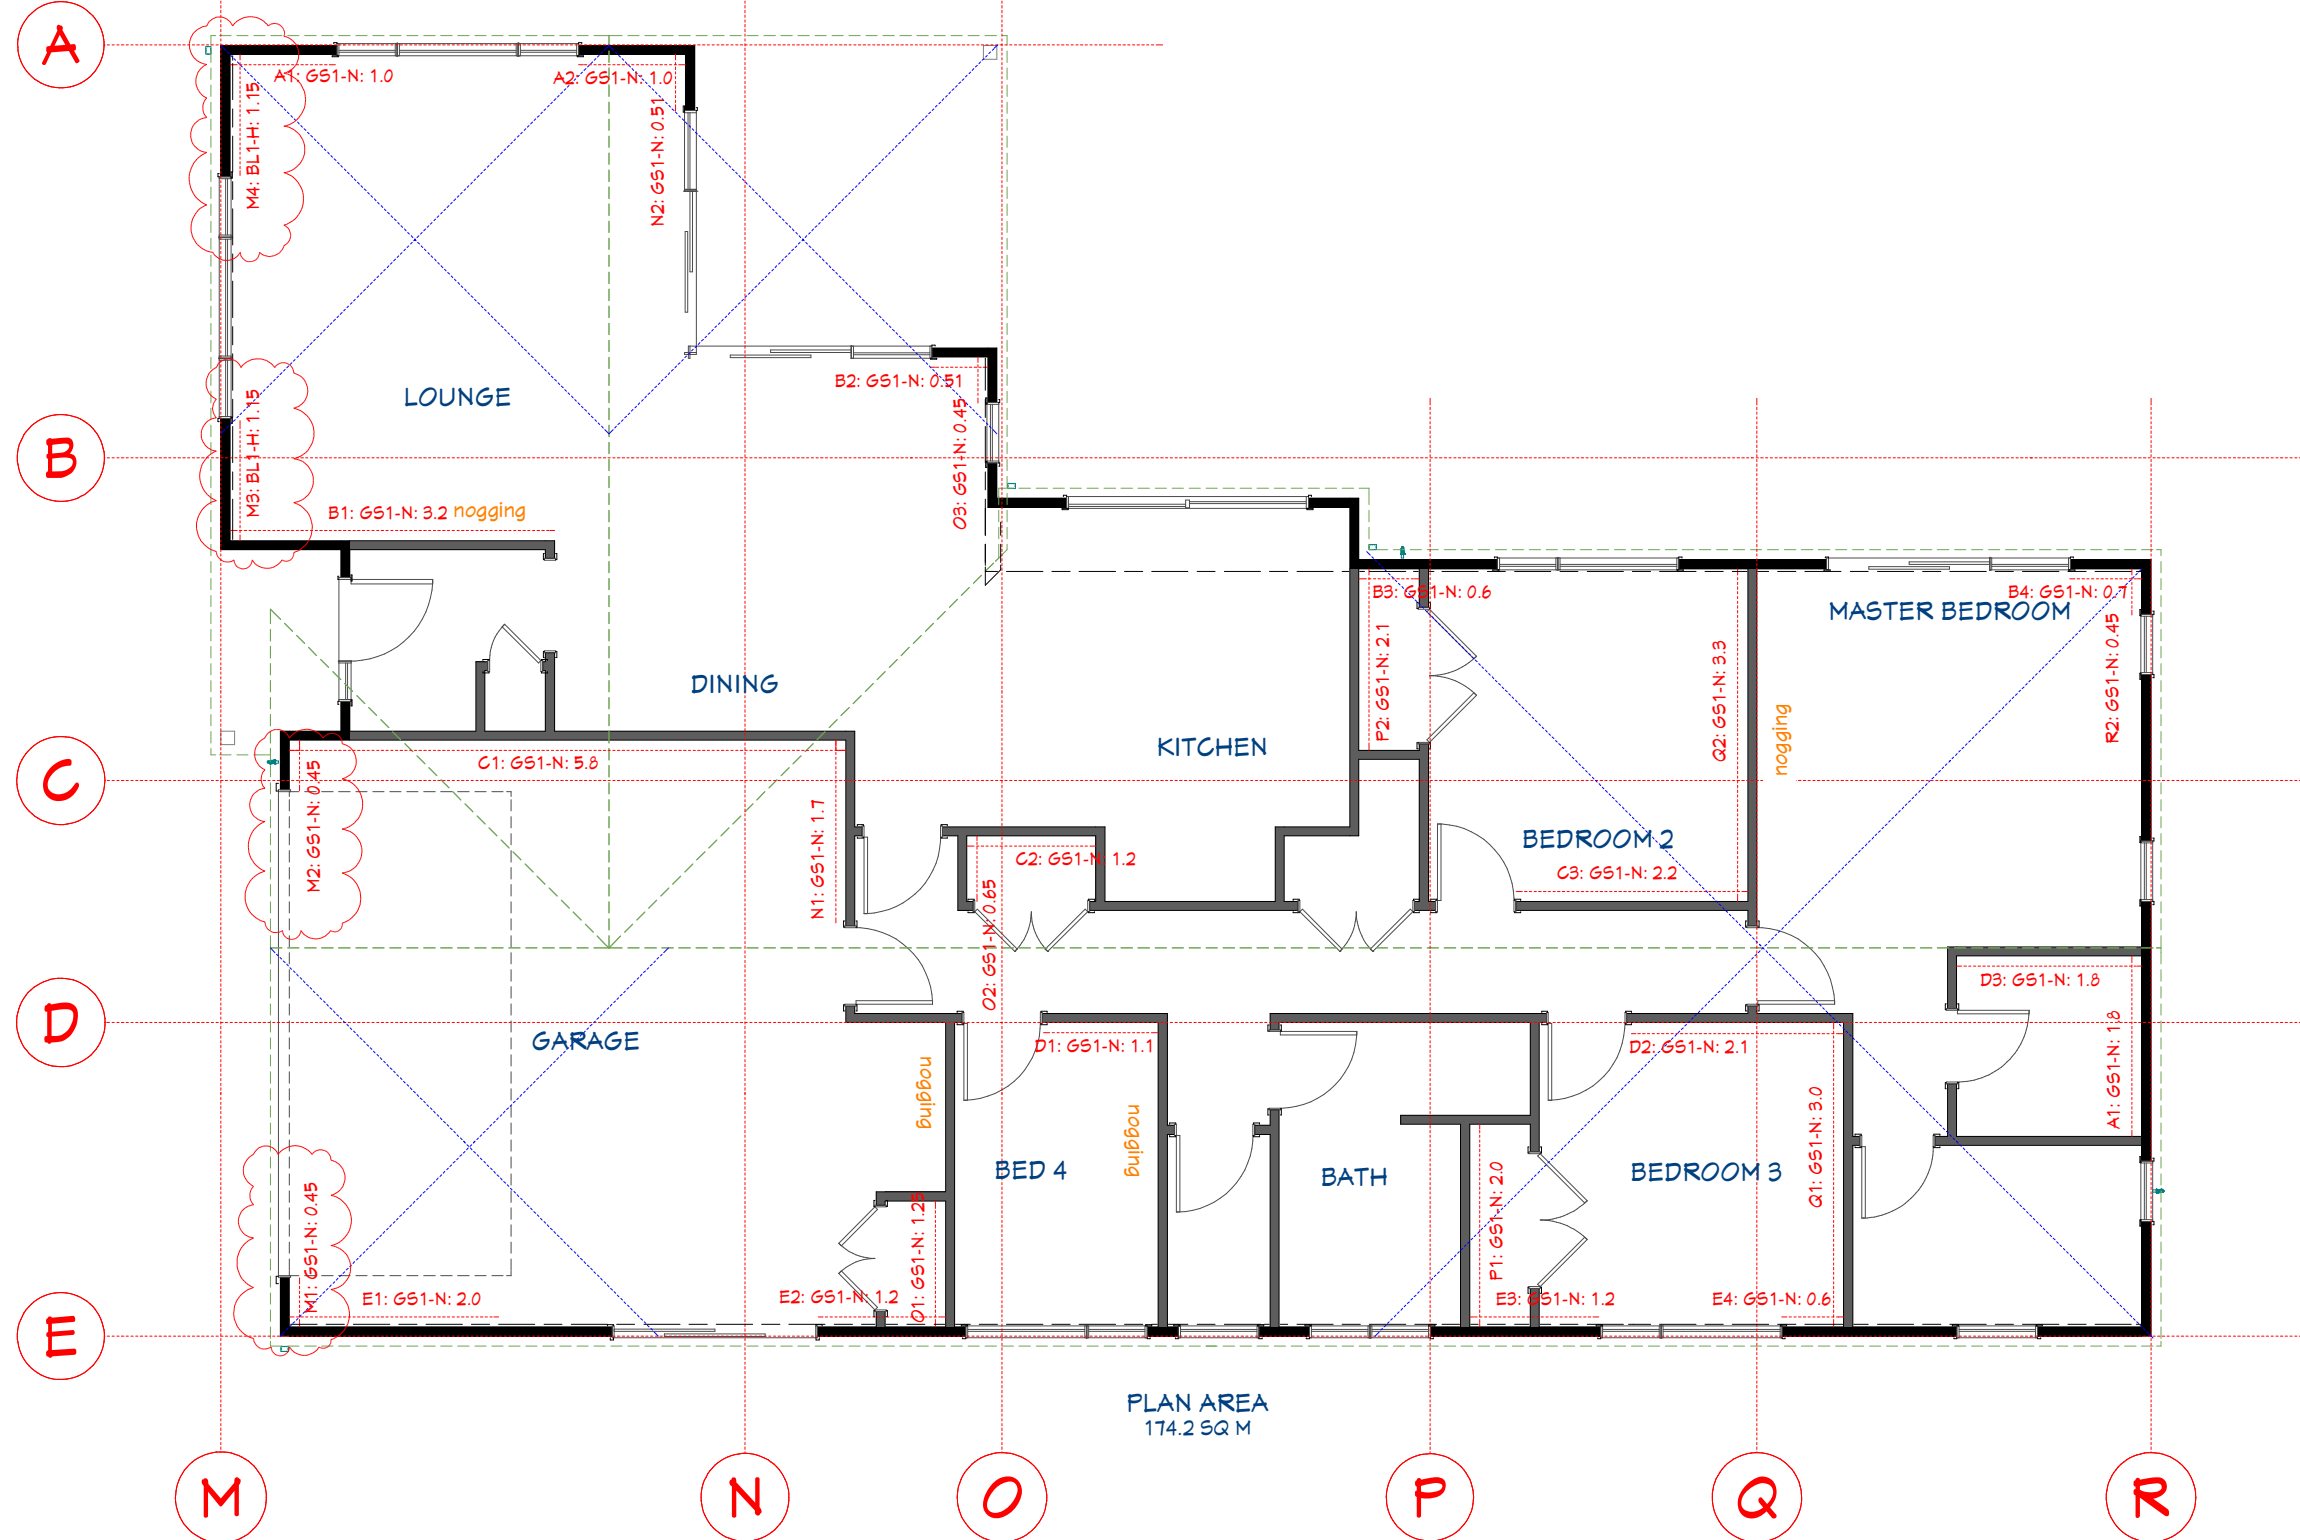 A
A1: GS1-N: 1.0
A2: GS1-N: 1.0
M4: BL1-H: 1.15
N2: GS1-N: 0.51
B2: GS1-N: 0.51
LOUNGE
O3: GS1-N: 0.45
M3: BL1-H: 1.15
B
B1: GS1-N: 3.2 nogging
B3: GS1-N: 0.6
B4: GS1-N: 0.7
MASTER BEDROOM
P2: GS1-N: 2.1
Q2: GS1-N: 3.3
R2: GS1-N: 0.45
DINING
nogging
KITCHEN
C1: GS1-N: 5.8
C
M2: GS1-N: 0.45
N1: GS1-N: 1.7
BEDROOM 2
C2: GS1-N: 1.2
C3: GS1-N: 2.2
O2: GS1-N: 0.65
D3: GS1-N: 1.8
D
GARAGE
D1: GS1-N: 1.1
D2: GS1-N: 2.1
A1: GS1-N: 1.8
nogging
nogging
Q1: GS1-N: 3.0
BED 4
BATH
BEDROOM 3
P1: GS1-N: 2.0
M1: GS1-N: 0.45
O1: GS1-N: 1.25
E1: GS1-N: 2.0
E2: GS1-N: 1.2
E3: GS1-N: 1.2
E4: GS1-N: 0.6
E
PLAN AREA
174.2 SQ M
M
N
O
P
Q
R